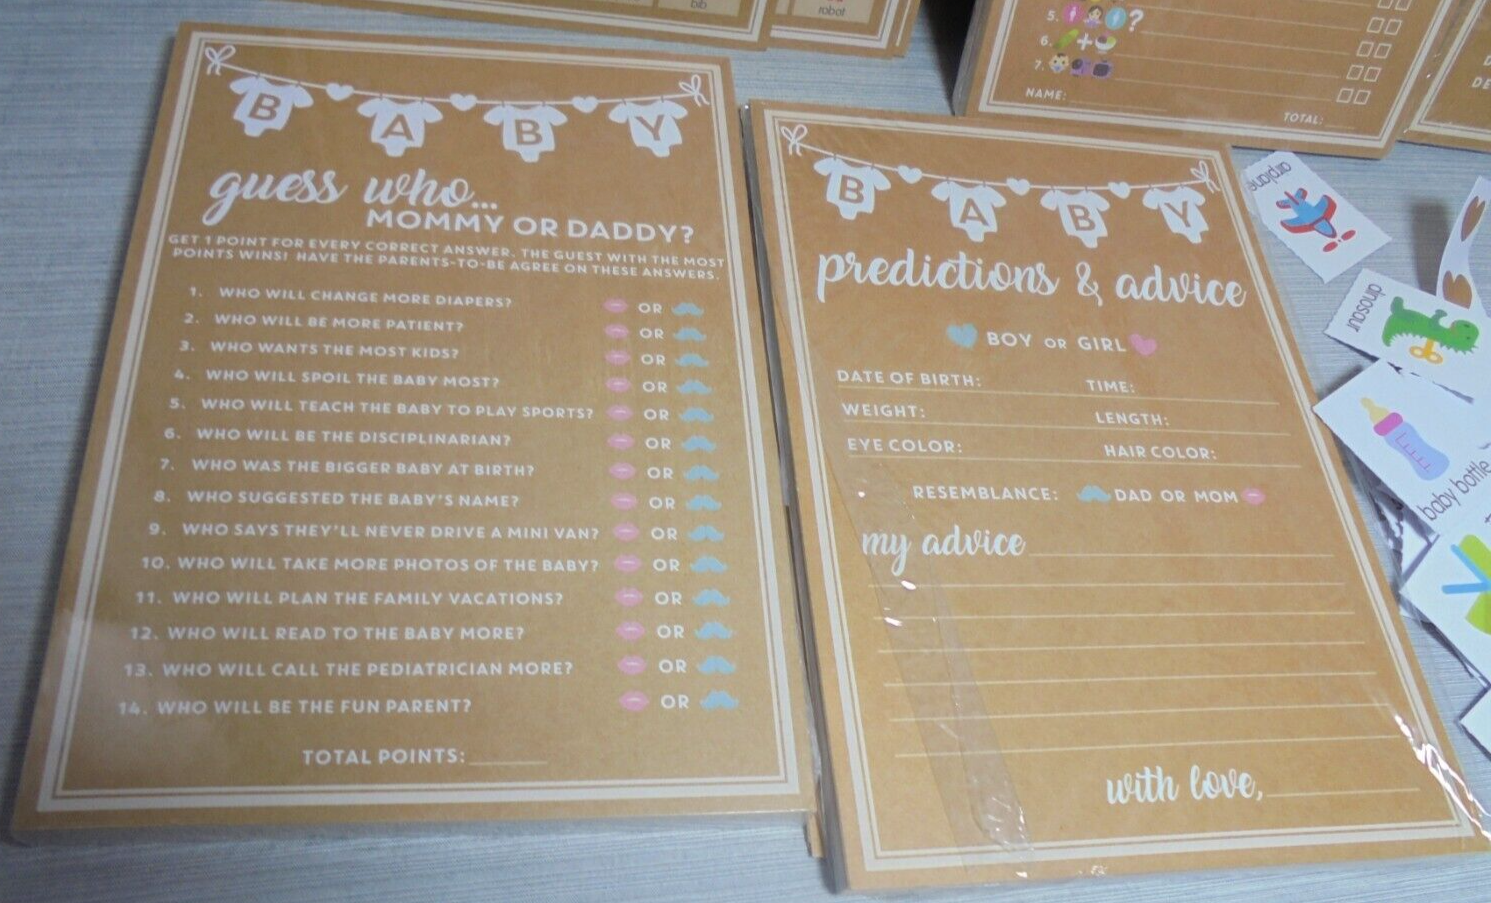 bib
robot
5. ?
6. +
7.
NAME:
TOTAL:
D
DE
B A B Y
guess who...
MOMMY OR DADDY?
GET 1 POINT FOR EVERY CORRECT ANSWER. THE GUEST WITH THE MOST
POINTS WINS! HAVE THE PARENTS-TO-BE AGREE ON THESE ANSWERS.
1. WHO WILL CHANGE MORE DIAPERS? OR
2. WHO WILL BE MORE PATIENT? OR
3. WHO WANTS THE MOST KIDS? OR
4. WHO WILL SPOIL THE BABY MOST? OR
5. WHO WILL TEACH THE BABY TO PLAY SPORTS? OR
6. WHO WILL BE THE DISCIPLINARIAN? OR
7. WHO WAS THE BIGGER BABY AT BIRTH? OR
8. WHO SUGGESTED THE BABY'S NAME? OR
9. WHO SAYS THEY'LL NEVER DRIVE A MINI VAN? OR
10. WHO WILL TAKE MORE PHOTOS OF THE BABY? OR
11. WHO WILL PLAN THE FAMILY VACATIONS? OR
12. WHO WILL READ TO THE BABY MORE? OR
13. WHO WILL CALL THE PEDIATRICIAN MORE? OR
14. WHO WILL BE THE FUN PARENT? OR
TOTAL POINTS:
B A B Y
predictions & advice
BOY OR GIRL
DATE OF BIRTH: TIME:
WEIGHT: LENGTH:
EYE COLOR: HAIR COLOR:
RESEMBLANCE: DAD OR MOM
my advice
with love,
airplane
dinosaur
baby bottle